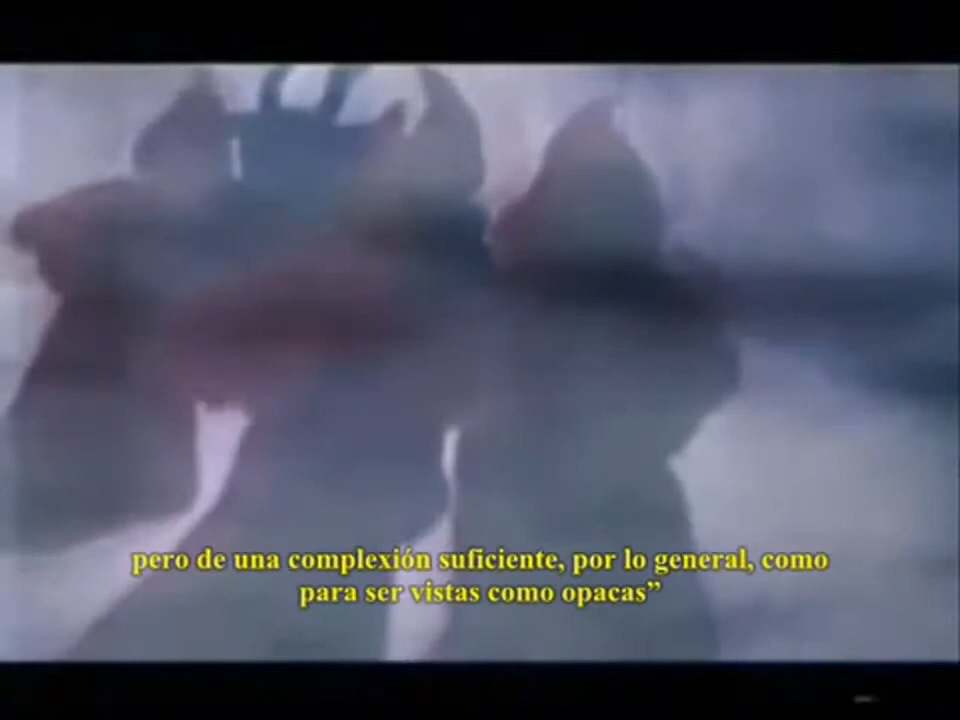 pero de una complexión suficiente, por lo general, como
para ser vistas como opacas”